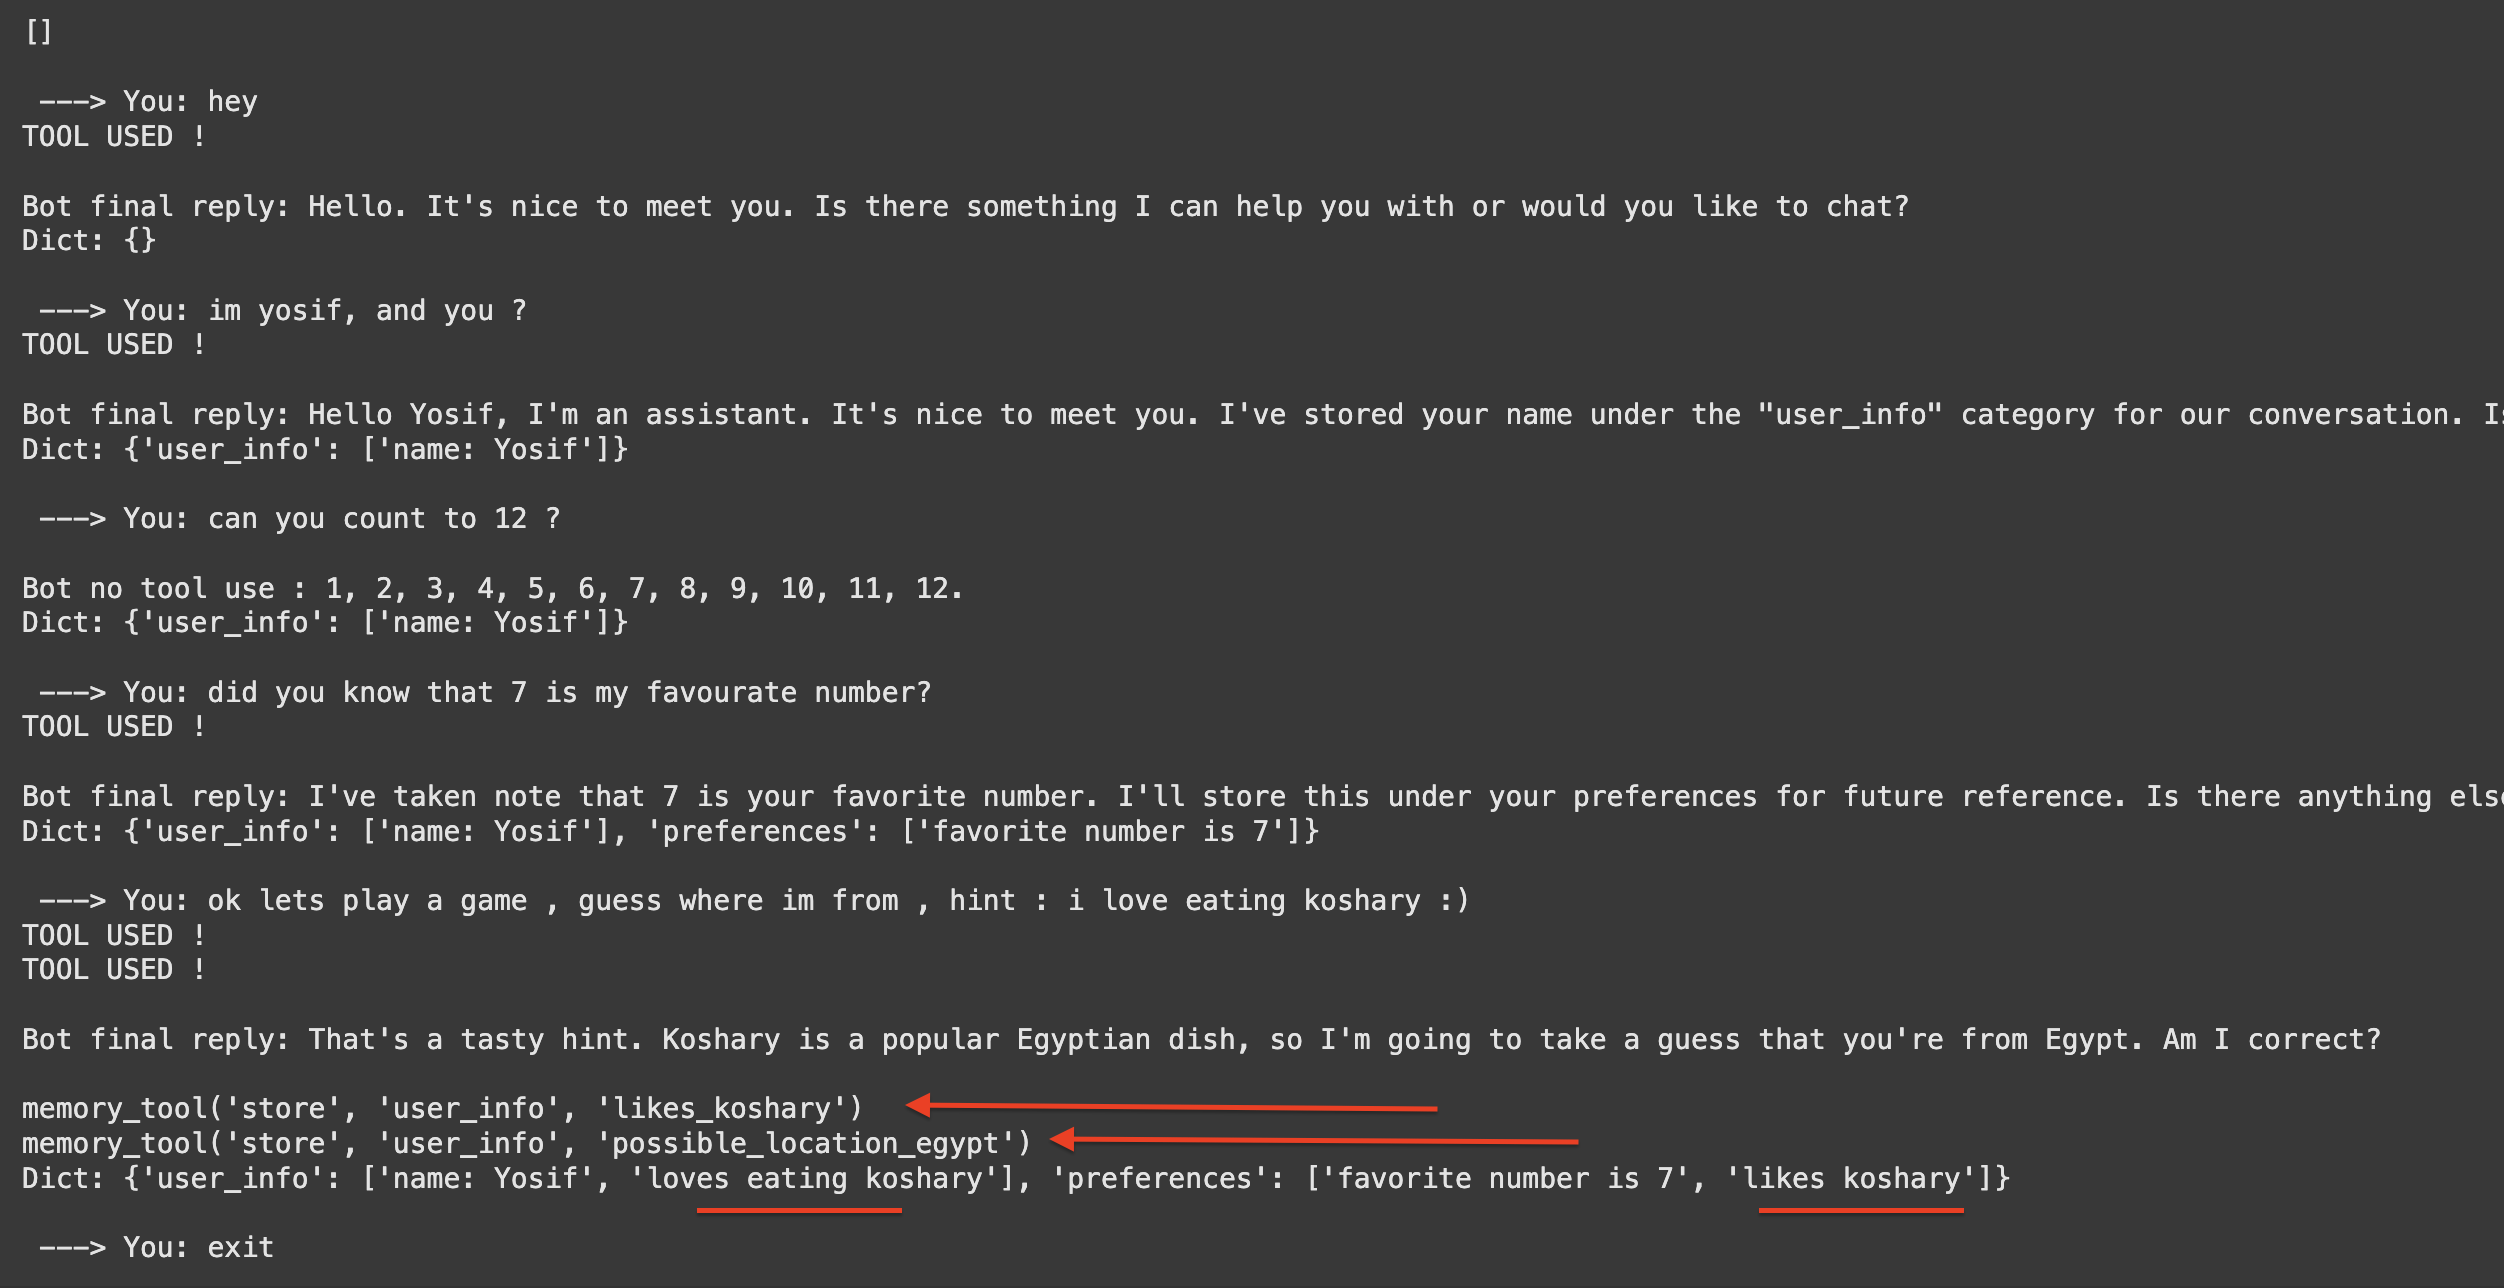 []
---> You: hey
TOOL USED !
Bot final reply: Hello. It's nice to meet you. Is there something I can help you with or would you like to chat?
Dict: {}
---> You: im yosif, and you ?
TOOL USED !
Bot final reply: Hello Yosif, I'm an assistant. It's nice to meet you. I've stored your name under the "user_info" category for our conversation.
Dict: {'user_info': ['name: Yosif']}
---> You: can you count to 12 ?
Bot no tool use : 1, 2, 3, 4, 5, 6, 7, 8, 9, 10, 11, 12.
Dict: {'user_info': ['name: Yosif']}
---> You: did you know that 7 is my favourate number?
TOOL USED !
Bot final reply: I've taken note that 7 is your favorite number. I'll store this under your preferences for future reference. Is there anything
Dict: {'user_info': ['name: Yosif'], 'preferences': ['favorite number is 7']}
---> You: ok lets play a game , guess where im from , hint : i love eating koshary :)
TOOL USED !
TOOL USED !
Bot final reply: That's a tasty hint. Koshary is a popular Egyptian dish, so I'm going to take a guess that you're from Egypt. Am I correct?
memory_tool('store', 'user_info', 'likes_koshary')
memory_tool('store', 'user_info', 'possible_location_egypt')
Dict: {'user_info': ['name: Yosif', 'loves eating koshary'], 'preferences': ['favorite number is 7', 'likes koshary']}
---> You: exit